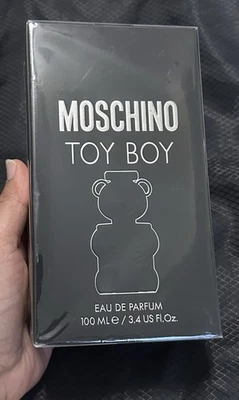 MOSCHINO
TOY BOY
EAU DE PARFUM
100 ML ℮ / 3.4 US Fl.Oz.